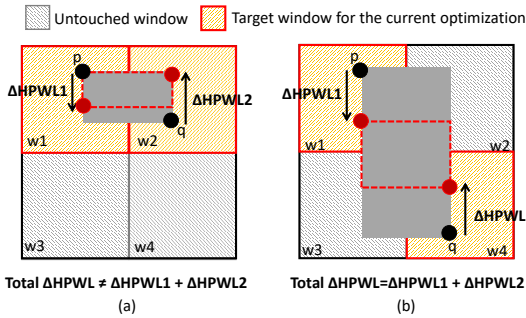 Untouched window
Target window for the current optimization
p
ΔHPWL1
ΔHPWL2
q
w1
w2
w3
w4
Total ΔHPWL ≠ ΔHPWL1 + ΔHPWL2
(a)
p
ΔHPWL1
w1
w2
ΔHPWL
q
w3
w4
Total ΔHPWL=ΔHPWL1 + ΔHPWL2
(b)